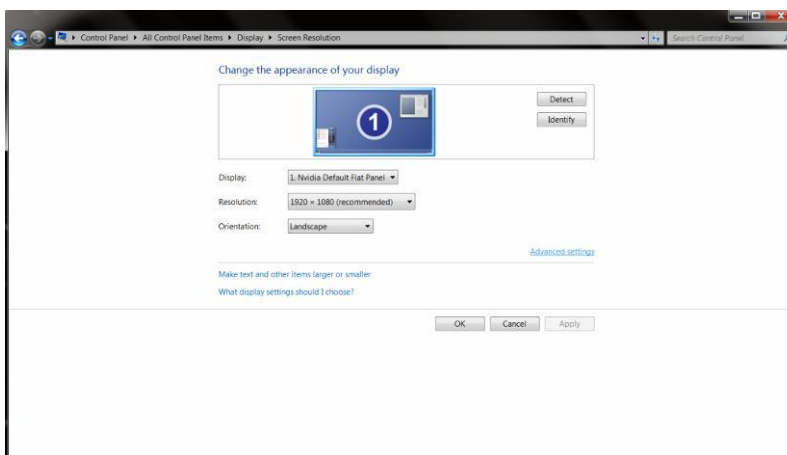 Control Panel ▸ All Control Panel Items ▸ Display ▸ Screen Resolution
Search Control Panel
Change the appearance of your display
1
Detect
Identify
Display: 1. Nvidia Default Flat Panel
Resolution: 1920 × 1080 (recommended)
Orientation: Landscape
Advanced settings
Make text and other items larger or smaller
What display settings should I choose?
OK Cancel Apply